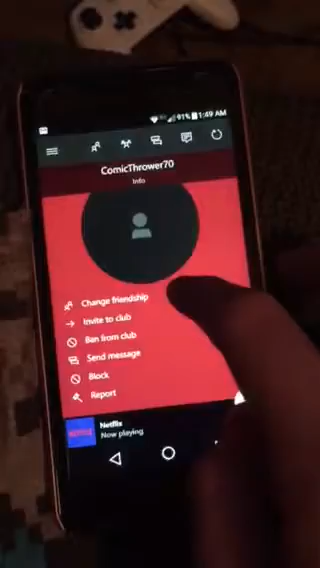 91% 1:49 AM
ComicThrower70
Info
Change friendship
Invite to club
Ban from club
Send message
Block
Report
NETFLIX
Netflix
Now playing